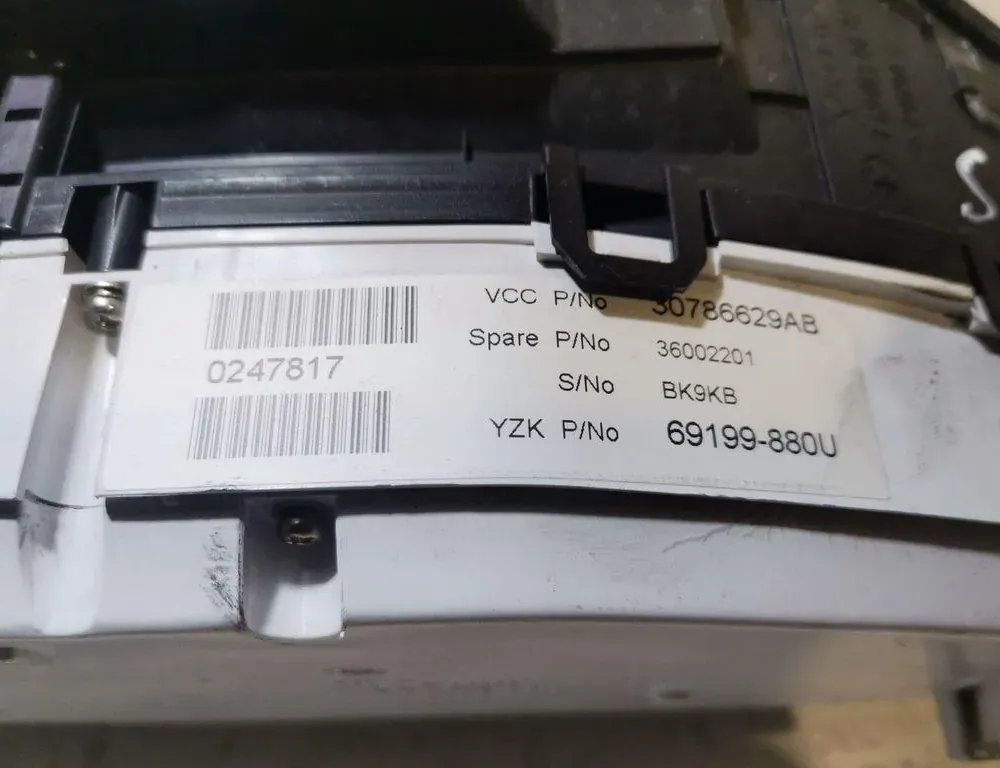 VCC P/No 30786629AB
Spare P/No 36002201
0247817
S/No BK9KB
YZK P/No 69199-880U
S